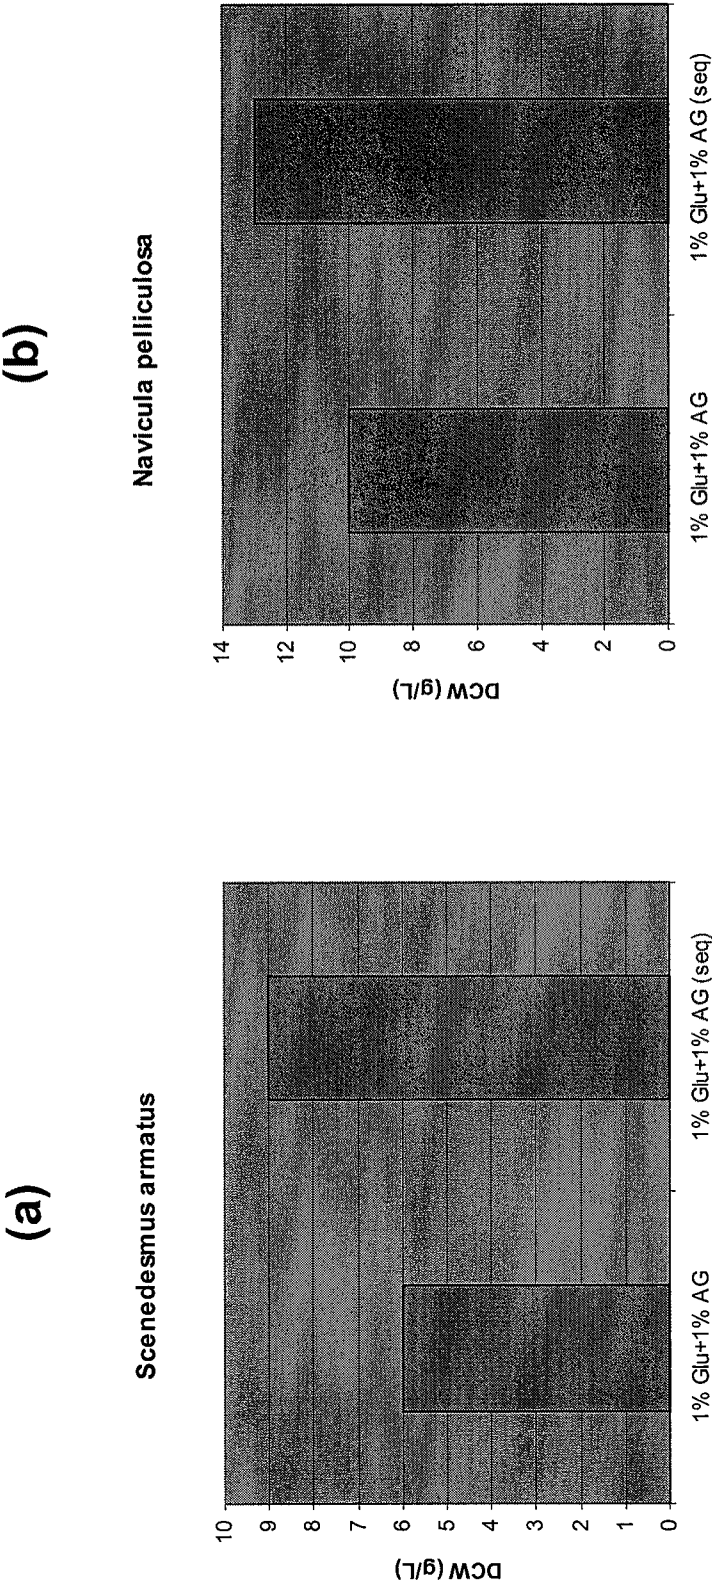 (a)
Scenedesmus armatus
DCW (g/L)
10
9
8
7
6
5
4
3
2
1
0
1% Glu+1% AG
1% Glu+1% AG (seq)
(b)
Navicula pelliculosa
DCW (g/L)
14
12
10
8
6
4
2
0
1% Glu+1% AG
1% Glu+1% AG (seq)